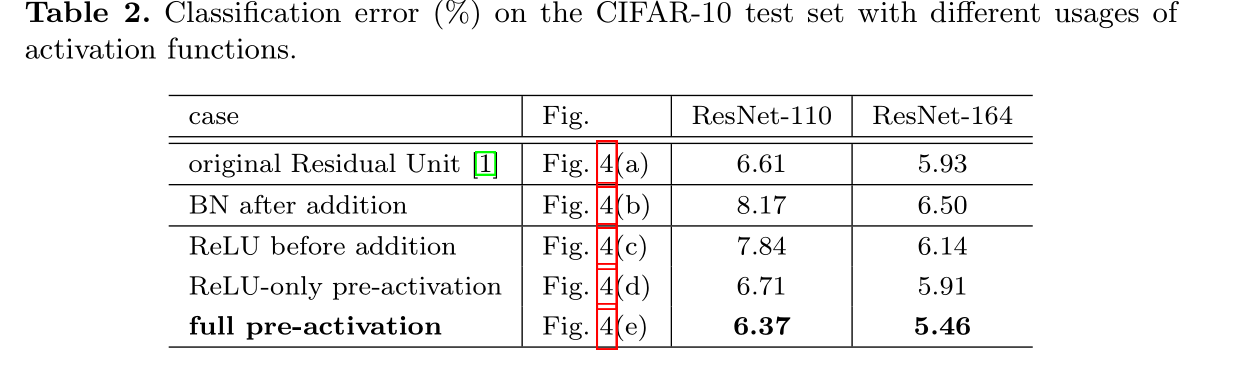 Table 2. Classification error (%) on the CIFAR-10 test set with different usages of
activation functions.
case Fig. ResNet-110 ResNet-164
original Residual Unit [1] Fig. 4(a) 6.61 5.93
BN after addition Fig. 4(b) 8.17 6.50
ReLU before addition Fig. 4(c) 7.84 6.14
ReLU-only pre-activation Fig. 4(d) 6.71 5.91
full pre-activation Fig. 4(e) 6.37 5.46